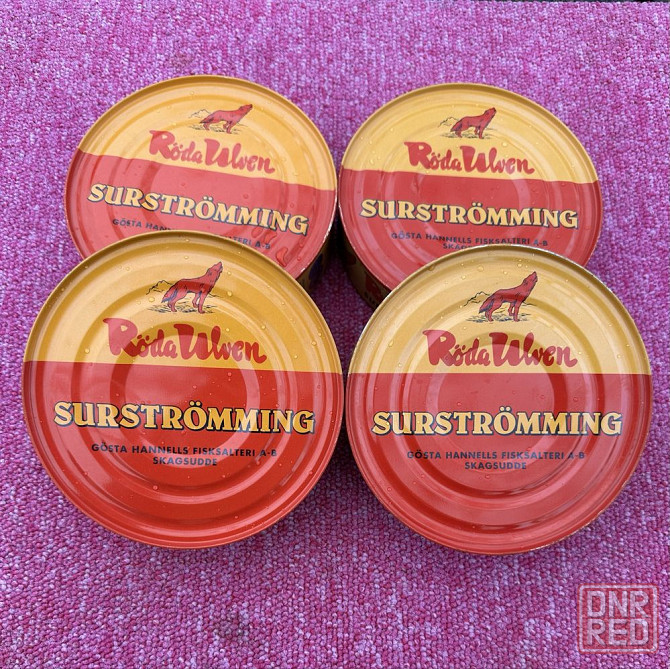 Röda Ulven
SURSTRÖMMING
GÖSTA HANNELLS FISKSALTERI A-B
Röda Ulven
SURSTRÖMMING
GÖSTA HANNELLS FISKSALTERI A-B
Röda Ulven
SURSTRÖMMING
GÖSTA HANNELLS FISKSALTERI A-B
SKAGSUDDE
Röda Ulven
SURSTRÖMMING
GÖSTA HANNELLS FISKSALTERI A-B
SKAGSUDDE
DNR
RED